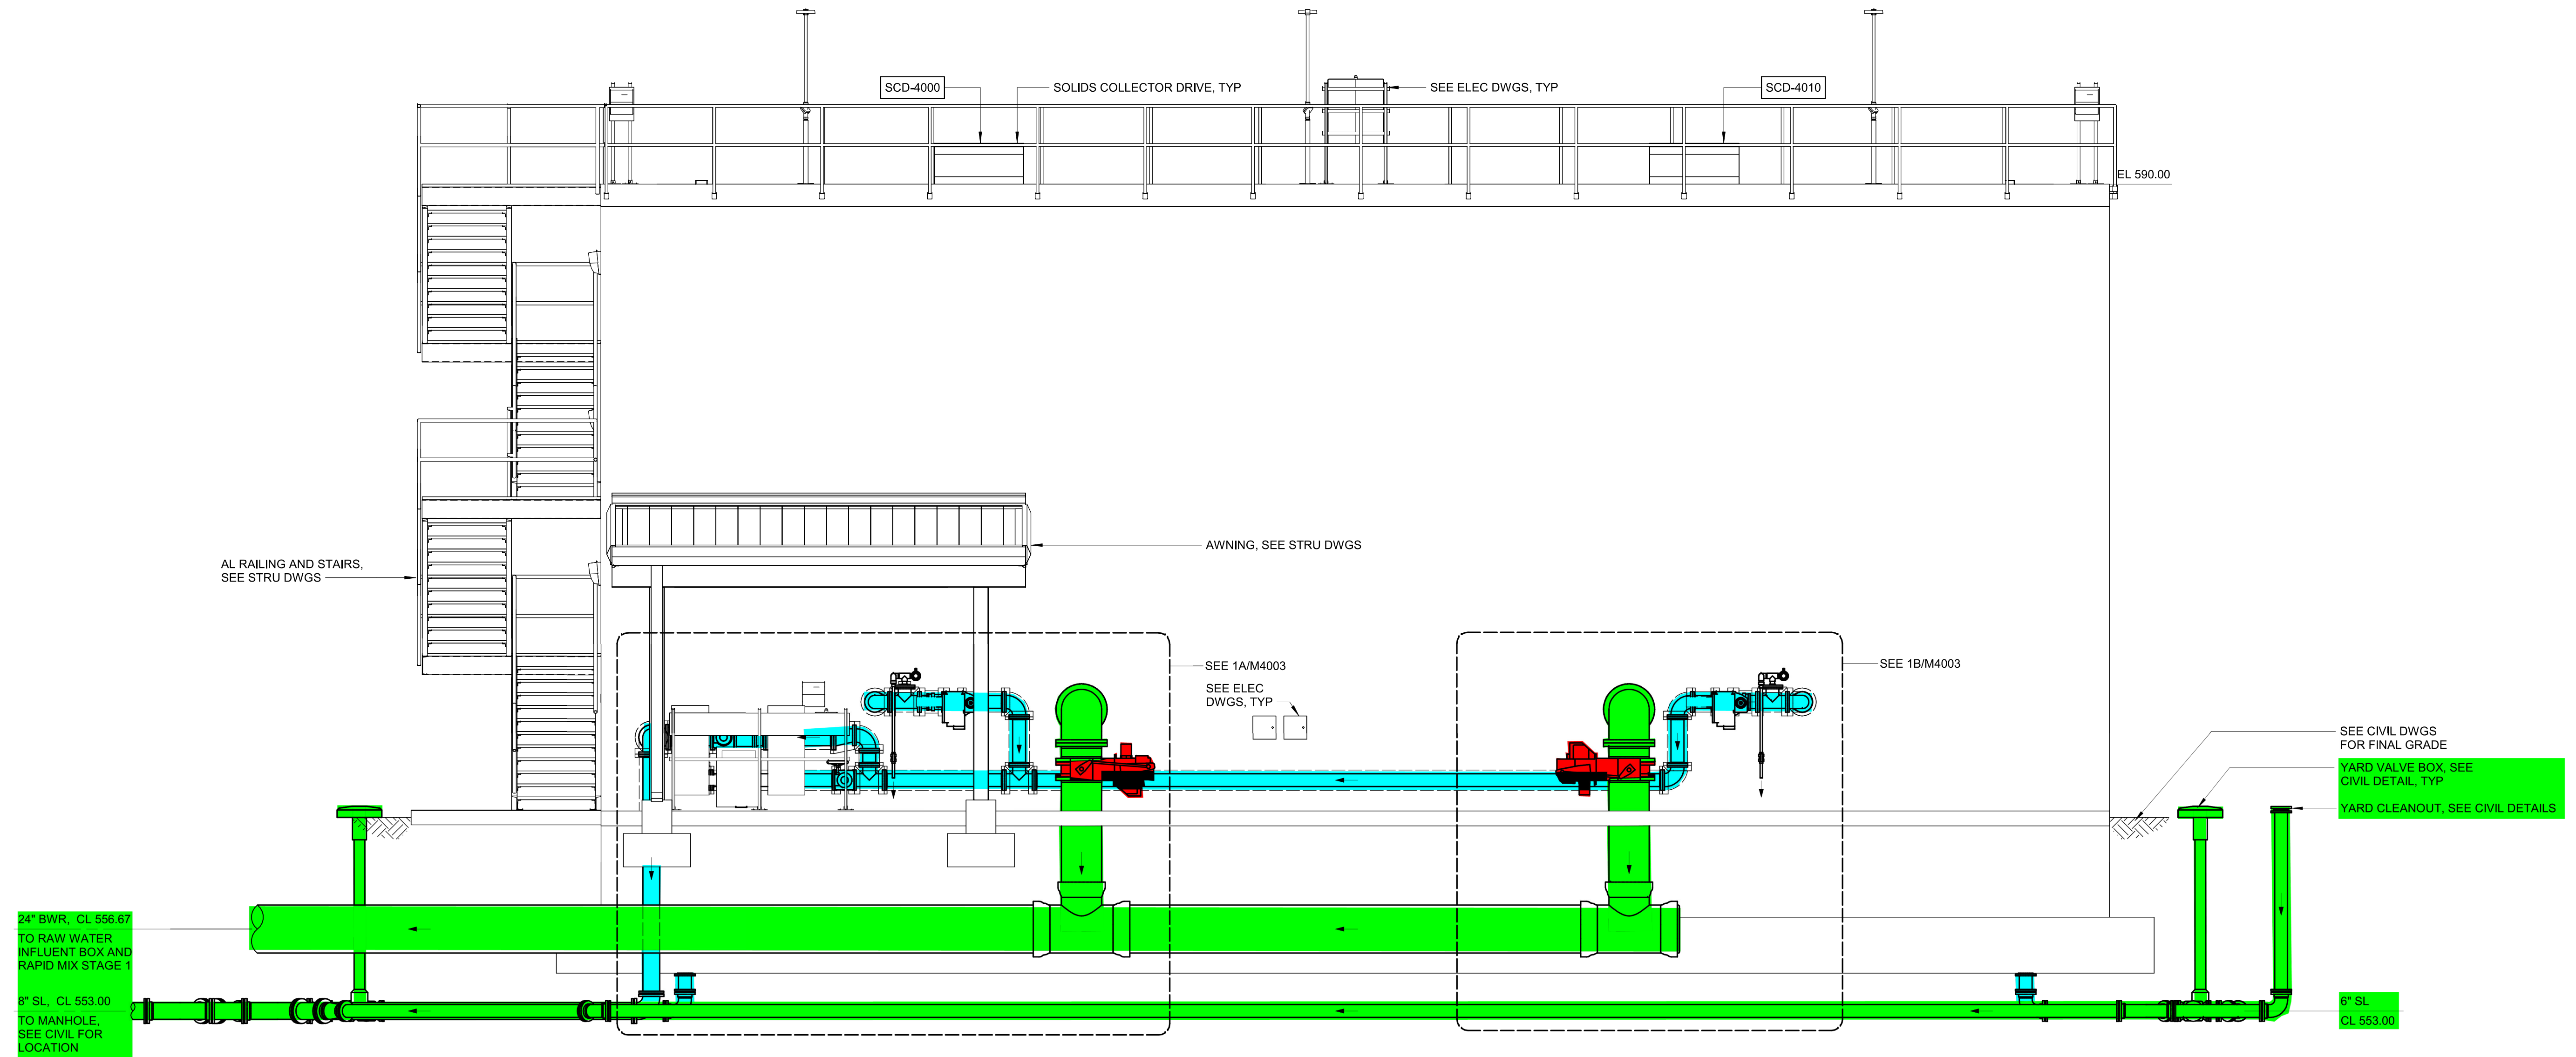 SCD-4000
SOLIDS COLLECTOR DRIVE, TYP
SEE ELEC DWGS, TYP
SCD-4010
EL 590.00
AL RAILING AND STAIRS,
SEE STRU DWGS
AWNING, SEE STRU DWGS
SEE 1A/M4003
SEE ELEC
DWGS, TYP
SEE 1B/M4003
SEE CIVIL DWGS
FOR FINAL GRADE
YARD VALVE BOX, SEE
CIVIL DETAIL, TYP
YARD CLEANOUT, SEE CIVIL DETAILS
24" BWR, CL 556.67
TO RAW WATER
INFLUENT BOX AND
RAPID MIX STAGE 1
8" SL, CL 553.00
TO MANHOLE,
SEE CIVIL FOR
LOCATION
6" SL
CL 553.00